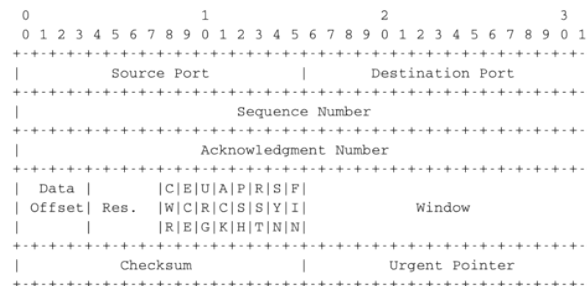 0                   1                   2                   3
0 1 2 3 4 5 6 7 8 9 0 1 2 3 4 5 6 7 8 9 0 1 2 3 4 5 6 7 8 9 0 1
+-+-+-+-+-+-+-+-+-+-+-+-+-+-+-+-+-+-+-+-+-+-+-+-+-+-+-+-+-+-+-+-
|          Source Port          |       Destination Port
+-+-+-+-+-+-+-+-+-+-+-+-+-+-+-+-+-+-+-+-+-+-+-+-+-+-+-+-+-+-+-+-
|                        Sequence Number
+-+-+-+-+-+-+-+-+-+-+-+-+-+-+-+-+-+-+-+-+-+-+-+-+-+-+-+-+-+-+-+-
|                    Acknowledgment Number
+-+-+-+-+-+-+-+-+-+-+-+-+-+-+-+-+-+-+-+-+-+-+-+-+-+-+-+-+-+-+-+-
|  Data |       |C|E|U|A|P|R|S|F|
| Offset| Res.  |W|C|R|C|S|S|Y|I|            Window
|       |       |R|E|G|K|H|T|N|N|
+-+-+-+-+-+-+-+-+-+-+-+-+-+-+-+-+-+-+-+-+-+-+-+-+-+-+-+-+-+-+-+-
|           Checksum            |         Urgent Pointer
+-+-+-+-+-+-+-+-+-+-+-+-+-+-+-+-+-+-+-+-+-+-+-+-+-+-+-+-+-+-+-+-